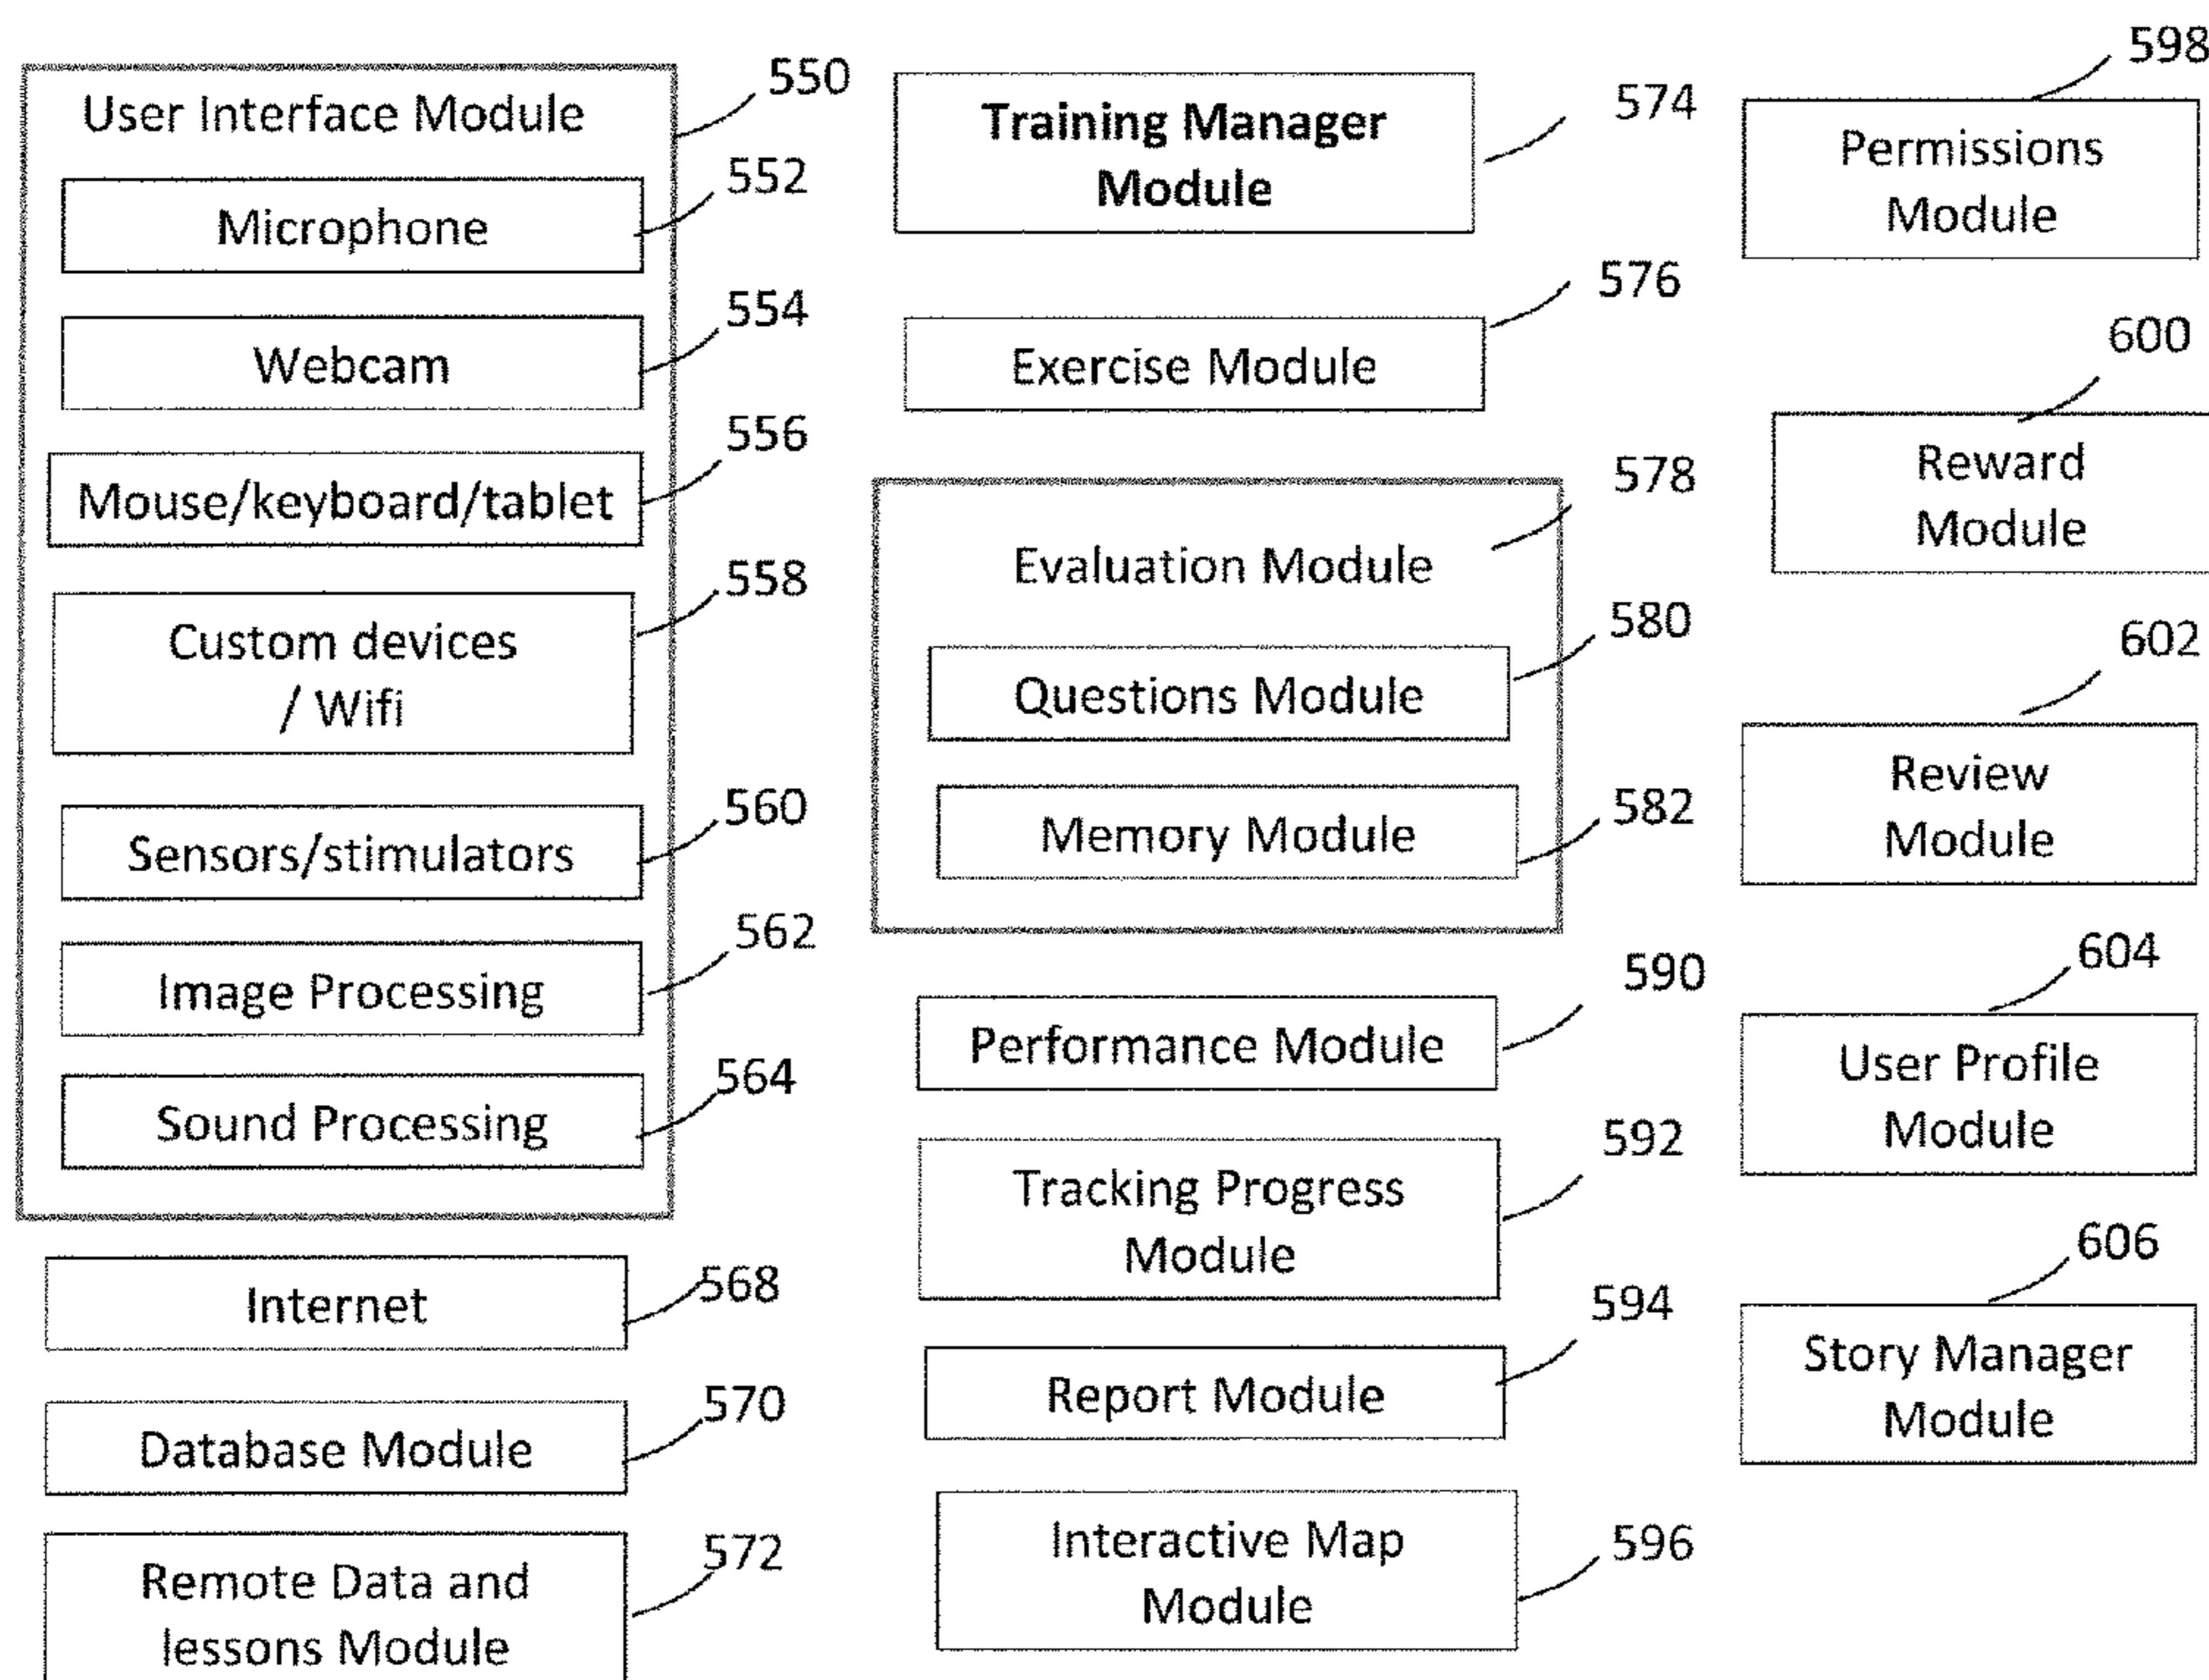 550
User Interface Module
552
Microphone
554
Webcam
556
Mouse/keyboard/tablet
558
Custom devices
/ Wifi
560
Sensors/stimulators
562
Image Processing
564
Sound Processing
568
Internet
570
Database Module
572
Remote Data and
lessons Module
574
Training Manager
Module
576
Exercise Module
578
Evaluation Module
580
Questions Module
582
Memory Module
590
Performance Module
592
Tracking Progress
Module
594
Report Module
596
Interactive Map
Module
598
Permissions
Module
600
Reward
Module
602
Review
Module
604
User Profile
Module
606
Story Manager
Module